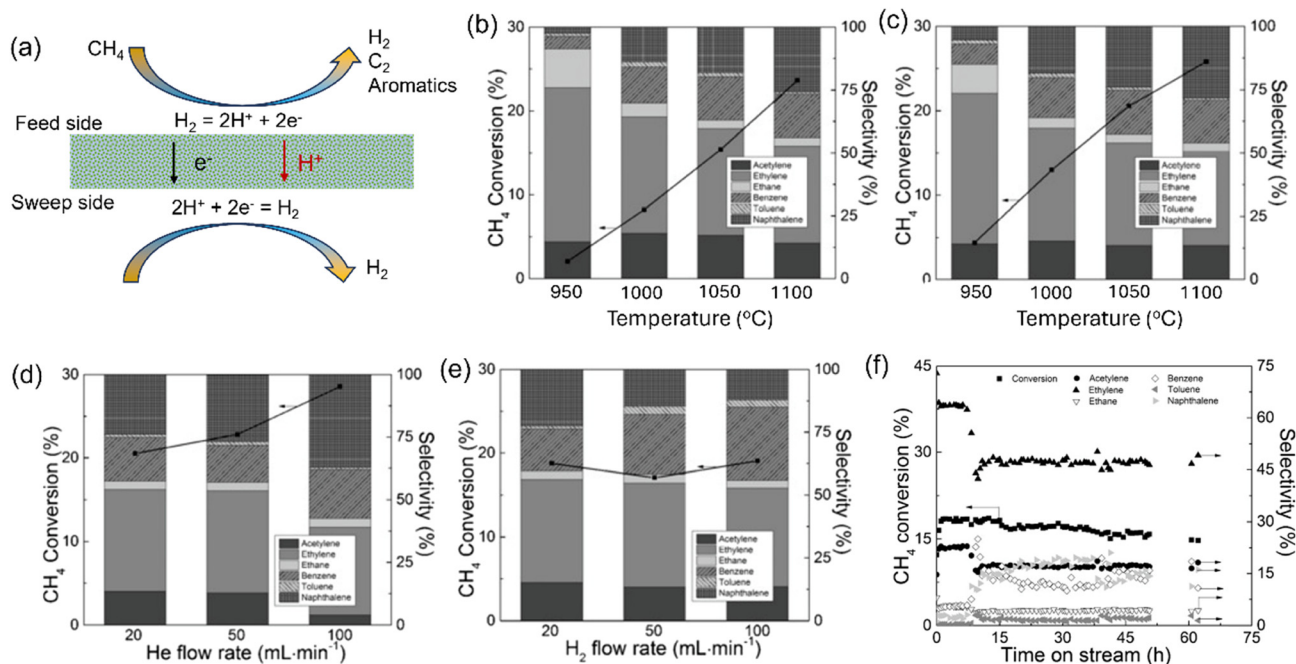 (a)
CH₄
H₂
C₂
Aromatics
Feed side
H₂ = 2H⁺ + 2e⁻
e⁻
H⁺
Sweep side
2H⁺ + 2e⁻ = H₂
H₂
(b)
CH₄ Conversion (%)
30
20
10
0
Acetylene
Ethylene
Ethane
Benzene
Toluene
Naphthalene
100
75
50
25
0
Selectivity (%)
950 1000 1050 1100
Temperature (°C)
(c)
CH₄ Conversion (%)
30
20
10
0
Acetylene
Ethylene
Ethane
Benzene
Toluene
Naphthalene
100
75
50
25
0
Selectivity (%)
950 1000 1050 1100
Temperature (°C)
(d)
CH₄ Conversion (%)
30
20
10
0
Acetylene
Ethylene
Ethane
Benzene
Toluene
Naphthalene
100
75
50
25
0
Selectivity (%)
20 50 100
He flow rate (mL·min⁻¹)
(e)
CH₄ Conversion (%)
30
20
10
0
Acetylene
Ethylene
Ethane
Benzene
Toluene
Naphthalene
100
75
50
25
0
Selectivity (%)
20 50 100
H₂ flow rate (mL·min⁻¹)
(f)
CH₄ conversion (%)
45
30
15
0
Conversion Acetylene Benzene
Ethylene Toluene
Ethane Naphthalene
75
60
45
30
15
0
Selectivity (%)
0 15 30 45 60 75
Time on stream (h)